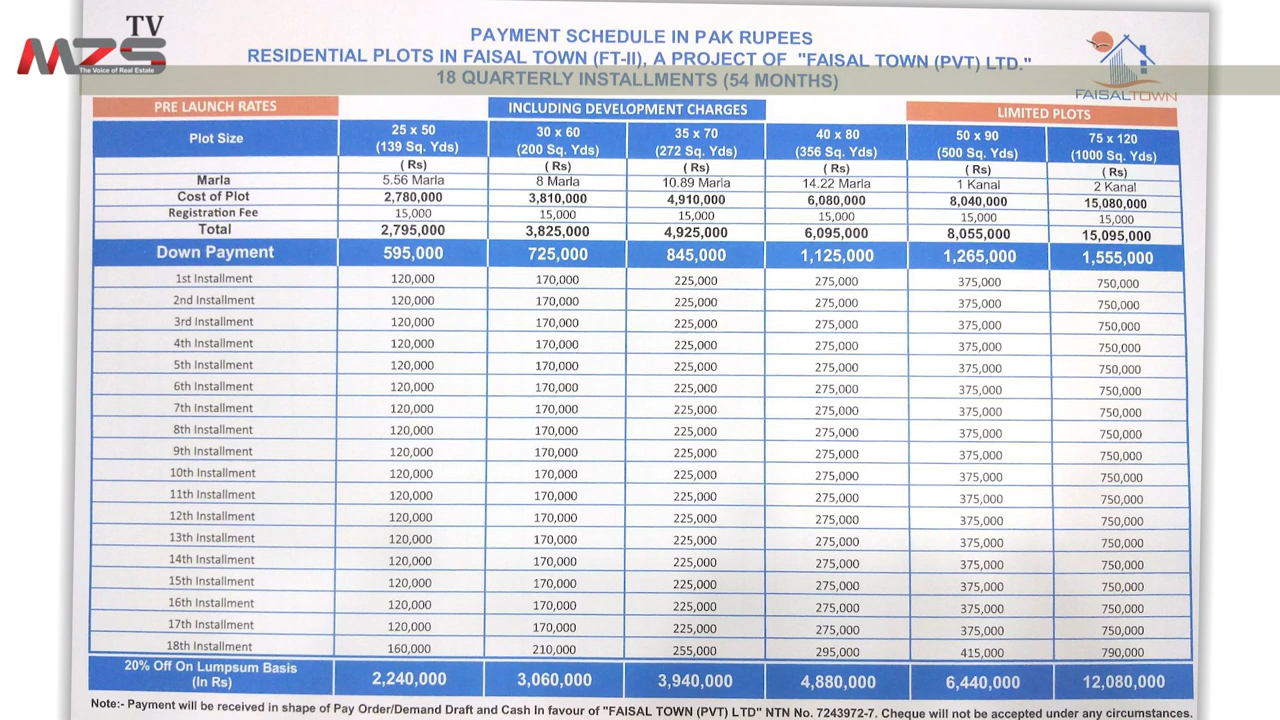 TV
MZS
The Voice of Real Estate
PAYMENT SCHEDULE IN PAK RUPEES
RESIDENTIAL PLOTS IN FAISAL TOWN (FT-II), A PROJECT OF "FAISAL TOWN (PVT) LTD."
18 QUARTERLY INSTALLMENTS (54 MONTHS)
FAISALTOWN
PRE LAUNCH RATES INCLUDING DEVELOPMENT CHARGES LIMITED PLOTS
Plot Size 25 x 50 30 x 60 35 x 70 40 x 80 50 x 90 75 x 120
(139 Sq. Yds) (200 Sq. Yds) (272 Sq. Yds) (356 Sq. Yds) (500 Sq. Yds) (1000 Sq. Yds)
( Rs) ( Rs) ( Rs) ( Rs) ( Rs) ( Rs)
Marla 5.56 Marla 8 Marla 10.89 Marla 14.22 Marla 1 Kanal 2 Kanal
Cost of Plot 2,780,000 3,810,000 4,910,000 6,080,000 8,040,000 15,080,000
Registration Fee 15,000 15,000 15,000 15,000 15,000 15,000
Total 2,795,000 3,825,000 4,925,000 6,095,000 8,055,000 15,095,000
Down Payment 595,000 725,000 845,000 1,125,000 1,265,000 1,555,000
1st Installment 120,000 170,000 225,000 275,000 375,000 750,000
2nd Installment 120,000 170,000 225,000 275,000 375,000 750,000
3rd Installment 120,000 170,000 225,000 275,000 375,000 750,000
4th Installment 120,000 170,000 225,000 275,000 375,000 750,000
5th Installment 120,000 170,000 225,000 275,000 375,000 750,000
6th Installment 120,000 170,000 225,000 275,000 375,000 750,000
7th Installment 120,000 170,000 225,000 275,000 375,000 750,000
8th Installment 120,000 170,000 225,000 275,000 375,000 750,000
9th Installment 120,000 170,000 225,000 275,000 375,000 750,000
10th Installment 120,000 170,000 225,000 275,000 375,000 750,000
11th Installment 120,000 170,000 225,000 275,000 375,000 750,000
12th Installment 120,000 170,000 225,000 275,000 375,000 750,000
13th Installment 120,000 170,000 225,000 275,000 375,000 750,000
14th Installment 120,000 170,000 225,000 275,000 375,000 750,000
15th Installment 120,000 170,000 225,000 275,000 375,000 750,000
16th Installment 120,000 170,000 225,000 275,000 375,000 750,000
17th Installment 120,000 170,000 225,000 275,000 375,000 750,000
18th Installment 160,000 210,000 255,000 295,000 415,000 790,000
20% Off On Lumpsum Basis
(In Rs) 2,240,000 3,060,000 3,940,000 4,880,000 6,440,000 12,080,000
Note:- Payment will be received in shape of Pay Order/Demand Draft and Cash In favour of "FAISAL TOWN (PVT) LTD" NTN No. 7243972-7. Cheque will not be accepted under any circumstances.